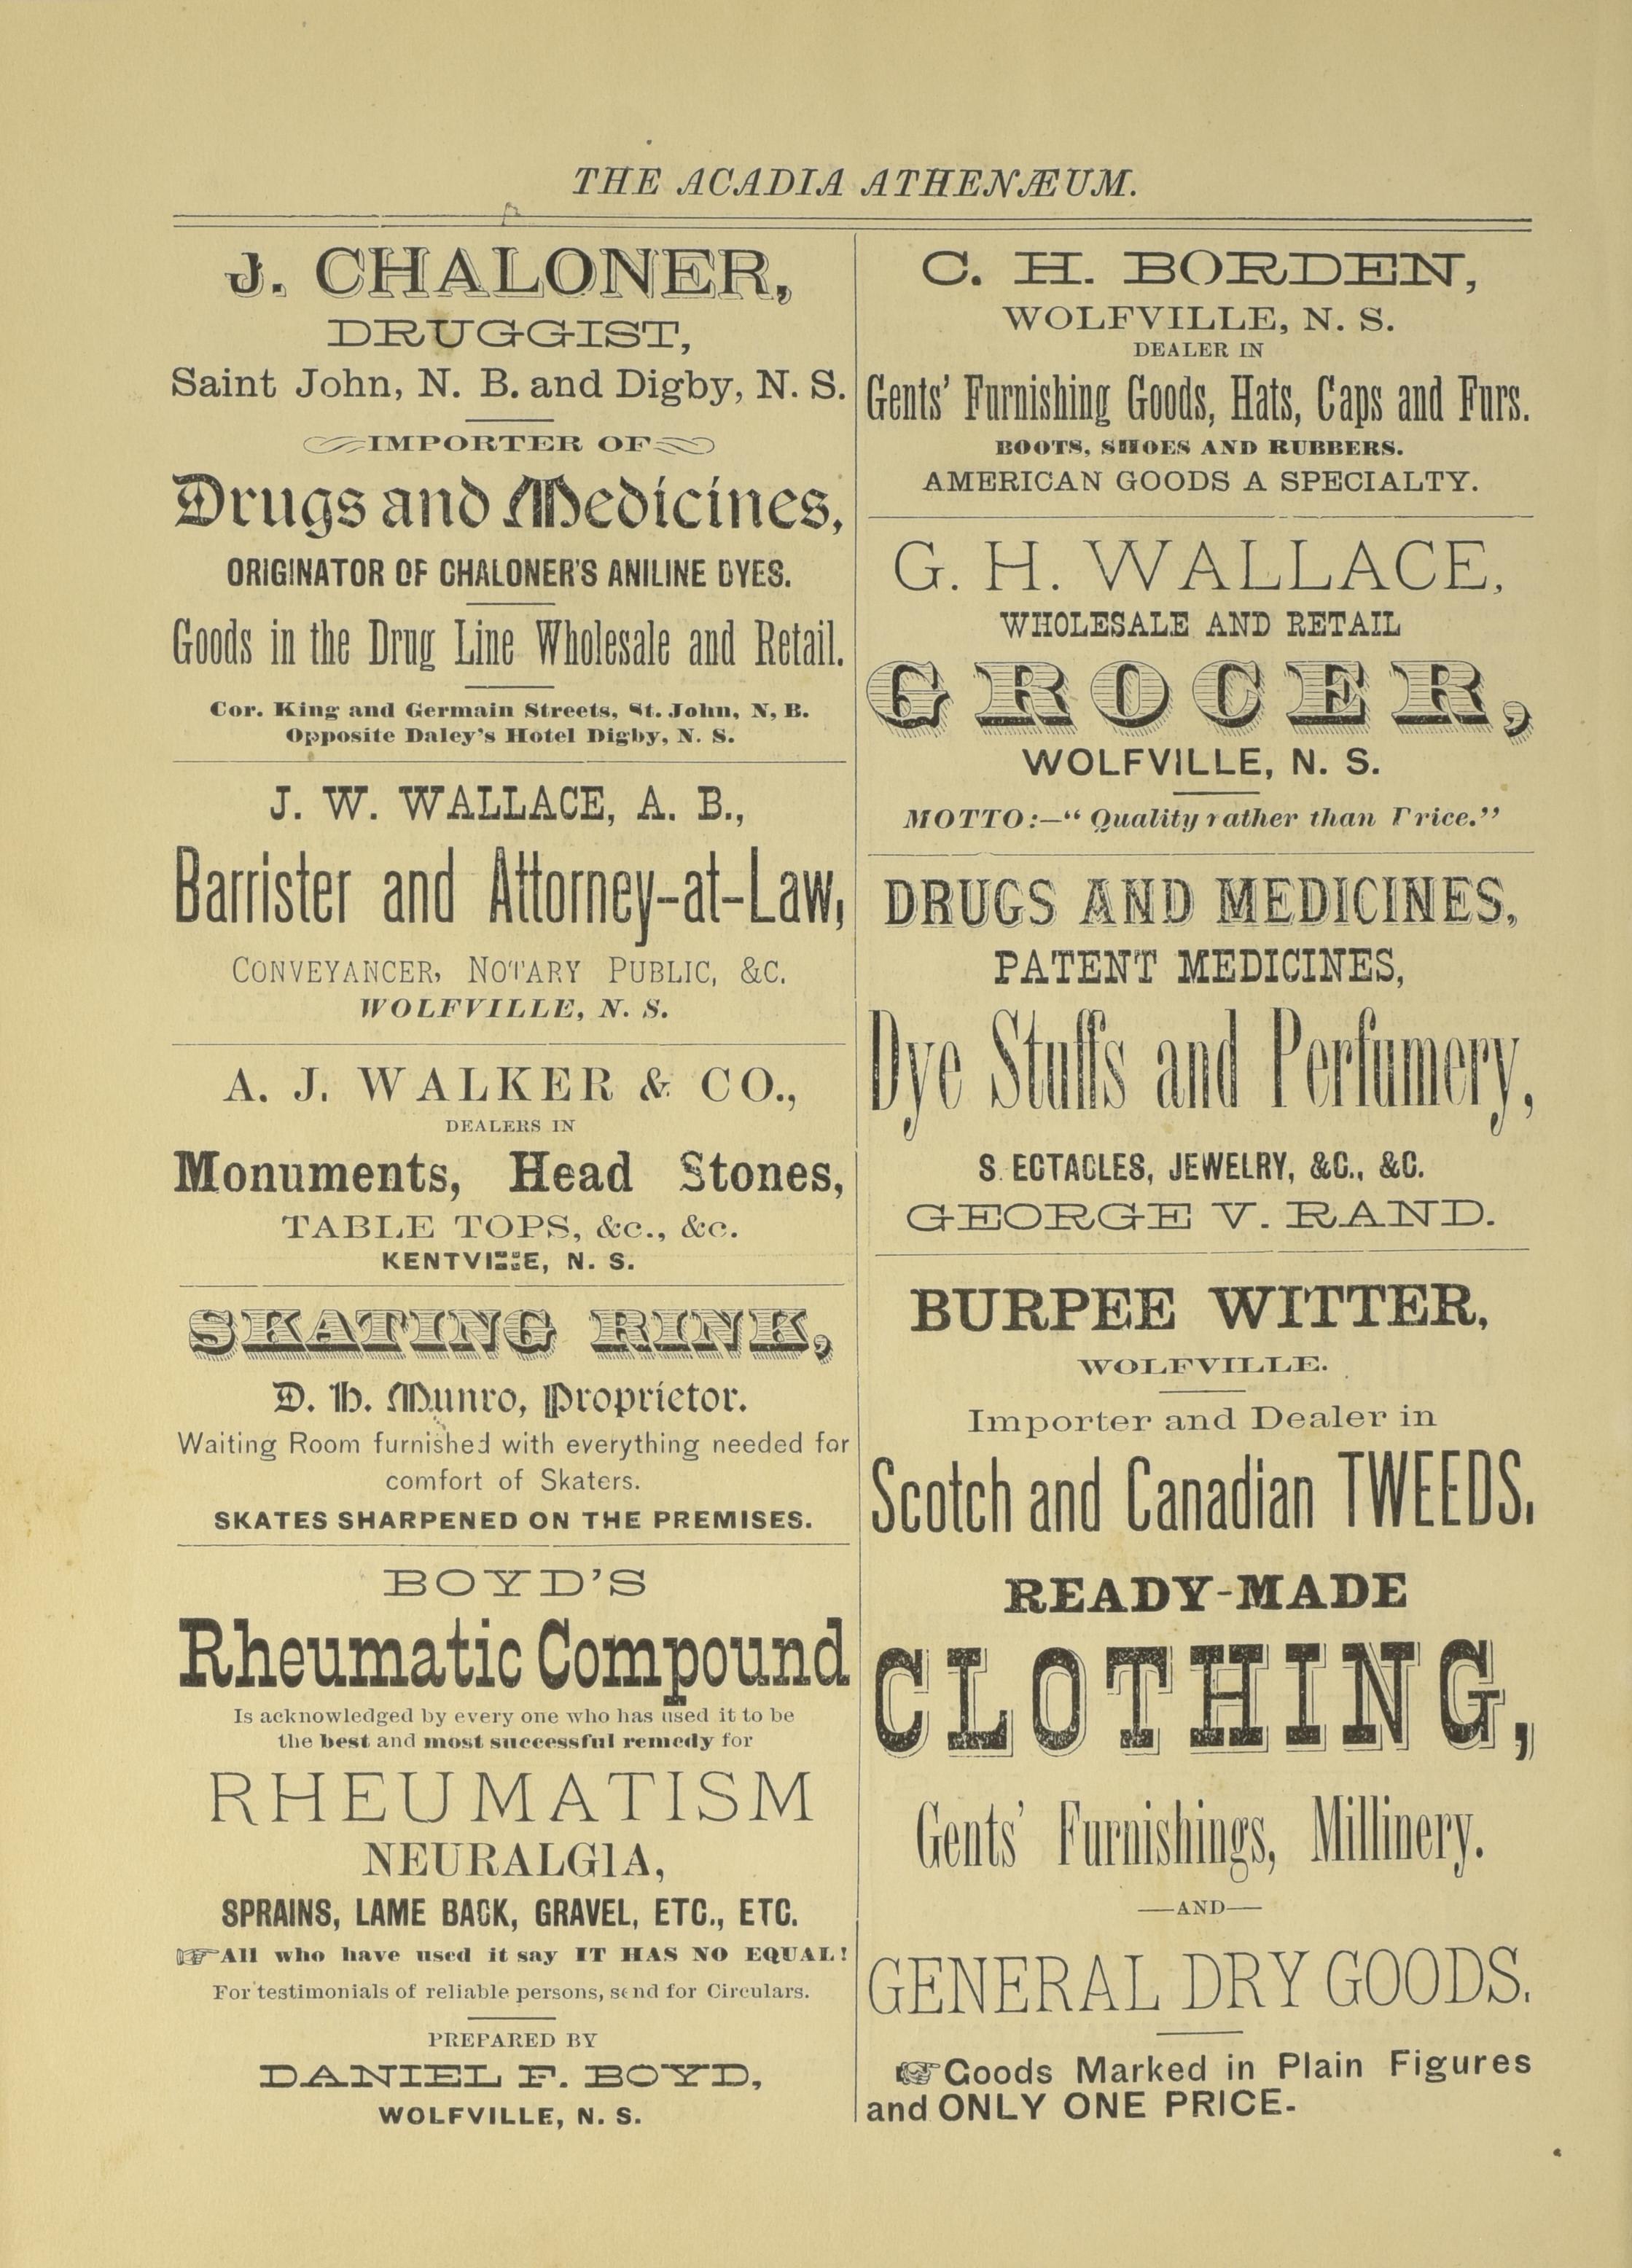 THE ACADIA ATHENÆUM.
J. CHALONER,
DRUGGIST,
Saint John, N. B. and Digby, N. S.
IMPORTER OF
Drugs and Medicines,
ORIGINATOR OF CHALONER'S ANILINE DYES.
Goods in the Drug Line Wholesale and Retail.
Cor. King and Germain Streets, St. John, N, B.
Opposite Daley's Hotel Digby, N. S.
J. W. WALLACE, A. B.,
Barrister and Attorney-at-Law,
CONVEYANCER, NOTARY PUBLIC, &C.
WOLFVILLE, N. S.
A. J. WALKER & CO.,
DEALERS IN
Monuments, Head Stones,
TABLE TOPS, &c., &c.
KENTVILLE, N. S.
SKATING RINK,
D. H. Munro, Proprietor.
Waiting Room furnished with everything needed for
comfort of Skaters.
SKATES SHARPENED ON THE PREMISES.
BOYD'S
Rheumatic Compound
Is acknowledged by every one who has used it to be
the best and most successful remedy for
RHEUMATISM
NEURALG1A,
SPRAINS, LAME BACK, GRAVEL, ETC., ETC.
☞All who have used it say IT HAS NO EQUAL!
For testimonials of reliable persons, send for Circulars.
PREPARED BY
DANIEL F. BOYD,
WOLFVILLE, N. S.
C. H. BORDEN,
WOLFVILLE, N. S.
DEALER IN
Gents' Furnishing Goods, Hats, Caps and Furs.
BOOTS, SHOES AND RUBBERS.
AMERICAN GOODS A SPECIALTY.
G. H. WALLACE,
WHOLESALE AND RETAIL
GROCER,
WOLFVILLE, N. S.
MOTTO:—"Quality rather than Price."
DRUGS AND MEDICINES,
PATENT MEDICINES,
Dye Stuffs and Perfumery,
S ECTACLES, JEWELRY, &C., &C.
GEORGE V. RAND.
BURPEE WITTER,
WOLFVILLE.
Importer and Dealer in
Scotch and Canadian TWEEDS,
READY-MADE
CLOTHING,
Gents' Furnishings, Millinery.
—AND—
GENERAL DRY GOODS.
☞Goods Marked in Plain Figures
and ONLY ONE PRICE-